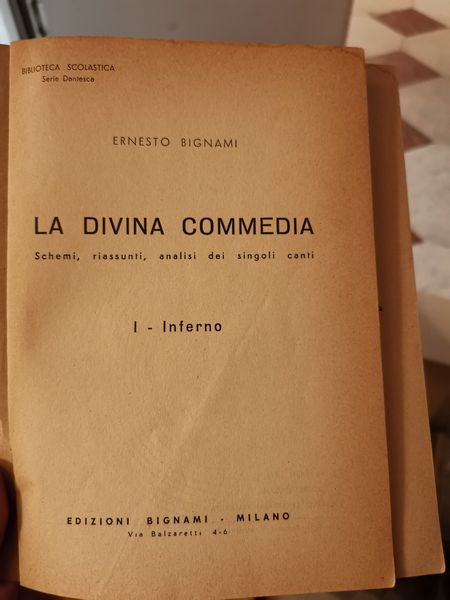 BIBLIOTECA SCOLASTICA
Serie Dantesca
ERNESTO BIGNAMI
LA DIVINA COMMEDIA
Schemi, riassunti, analisi dei singoli canti
I - Inferno
EDIZIONI BIGNAMI - MILANO
Via Balzaretti 4-6